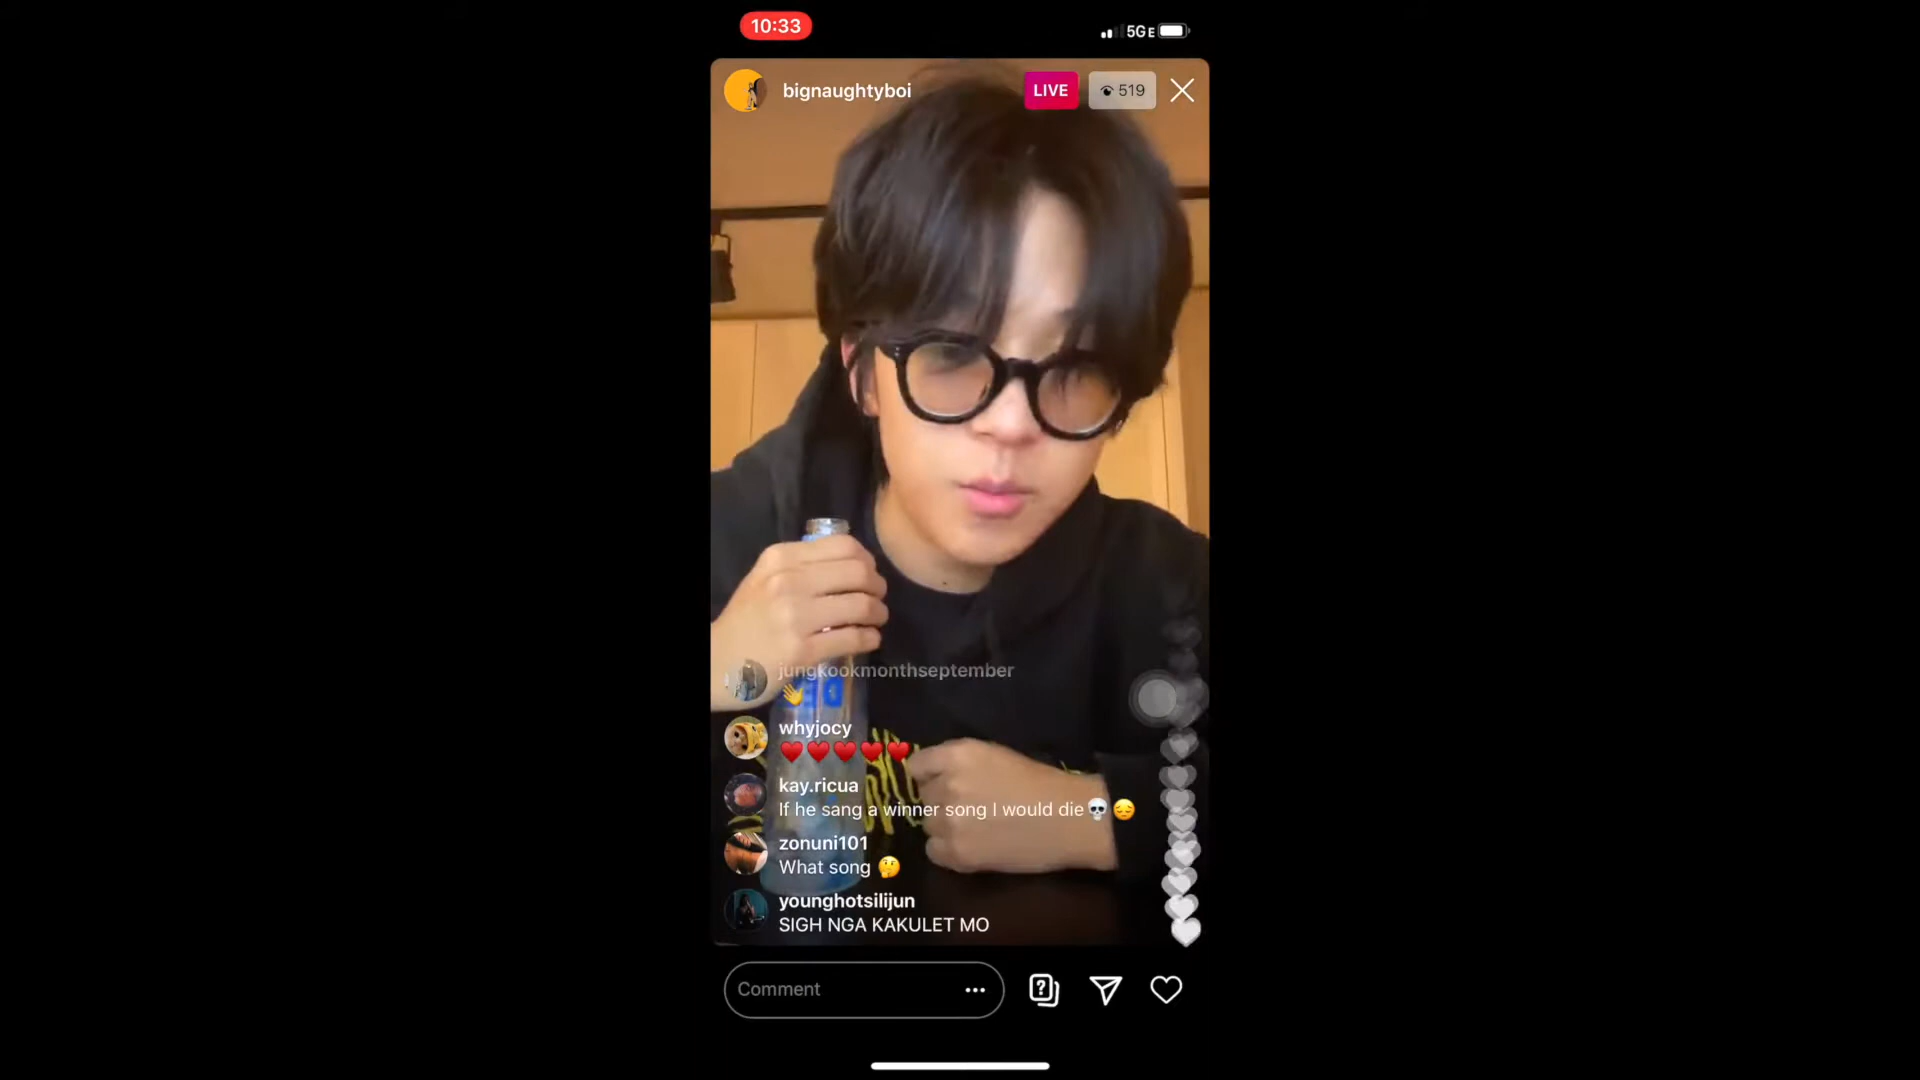 10:33
5GE
bignaughtyboi
LIVE
519
jungkookmonthseptember
👋
whyjocy
❤️❤️❤️❤️❤️
kay.ricua
If he sang a winner song I would die💀😔
zonuni101
What song 🤔
younghotsilijun
SIGH NGA KAKULET MO
Comment